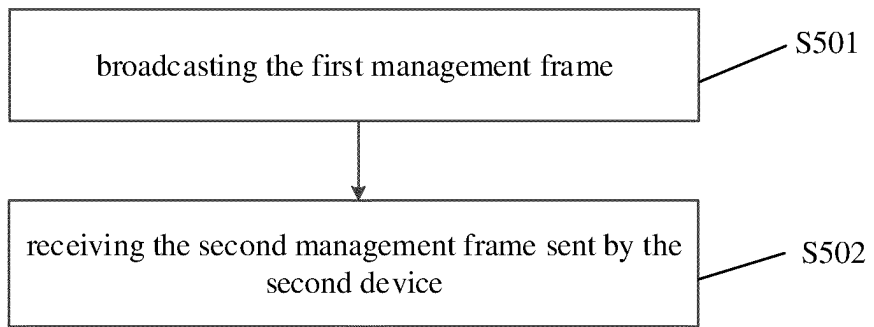 broadcasting the first management frame
S501
receiving the second management frame sent by the
second device
S502